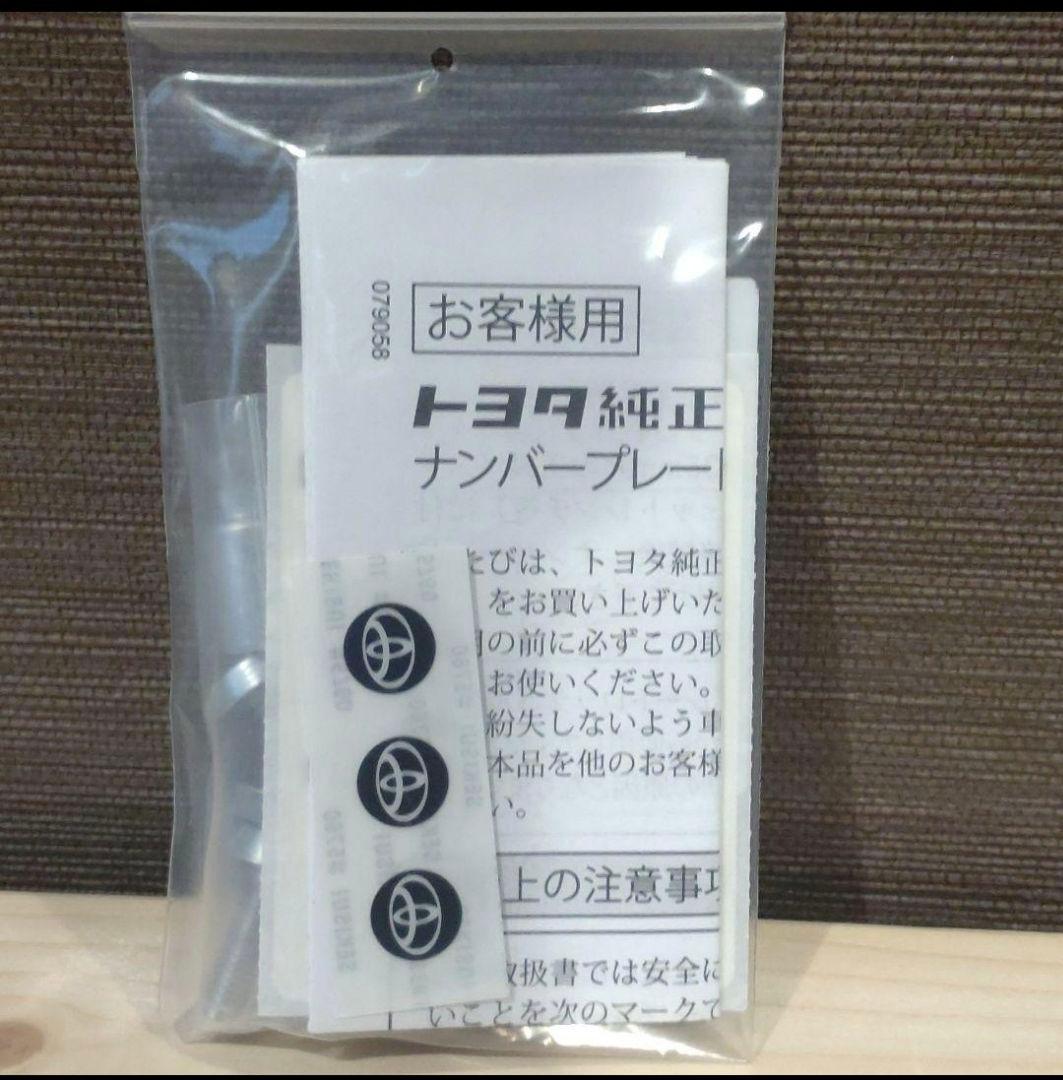 079058
お客様用
トヨタ純正
ナンバープレート
たびは、トヨタ純正
をお買い上げいた
用の前に必ずこの取
お使いください。
紛失しないよう車
本品を他のお客様
い。
上の注意事項
取扱書では安全に
いことを次のマークで